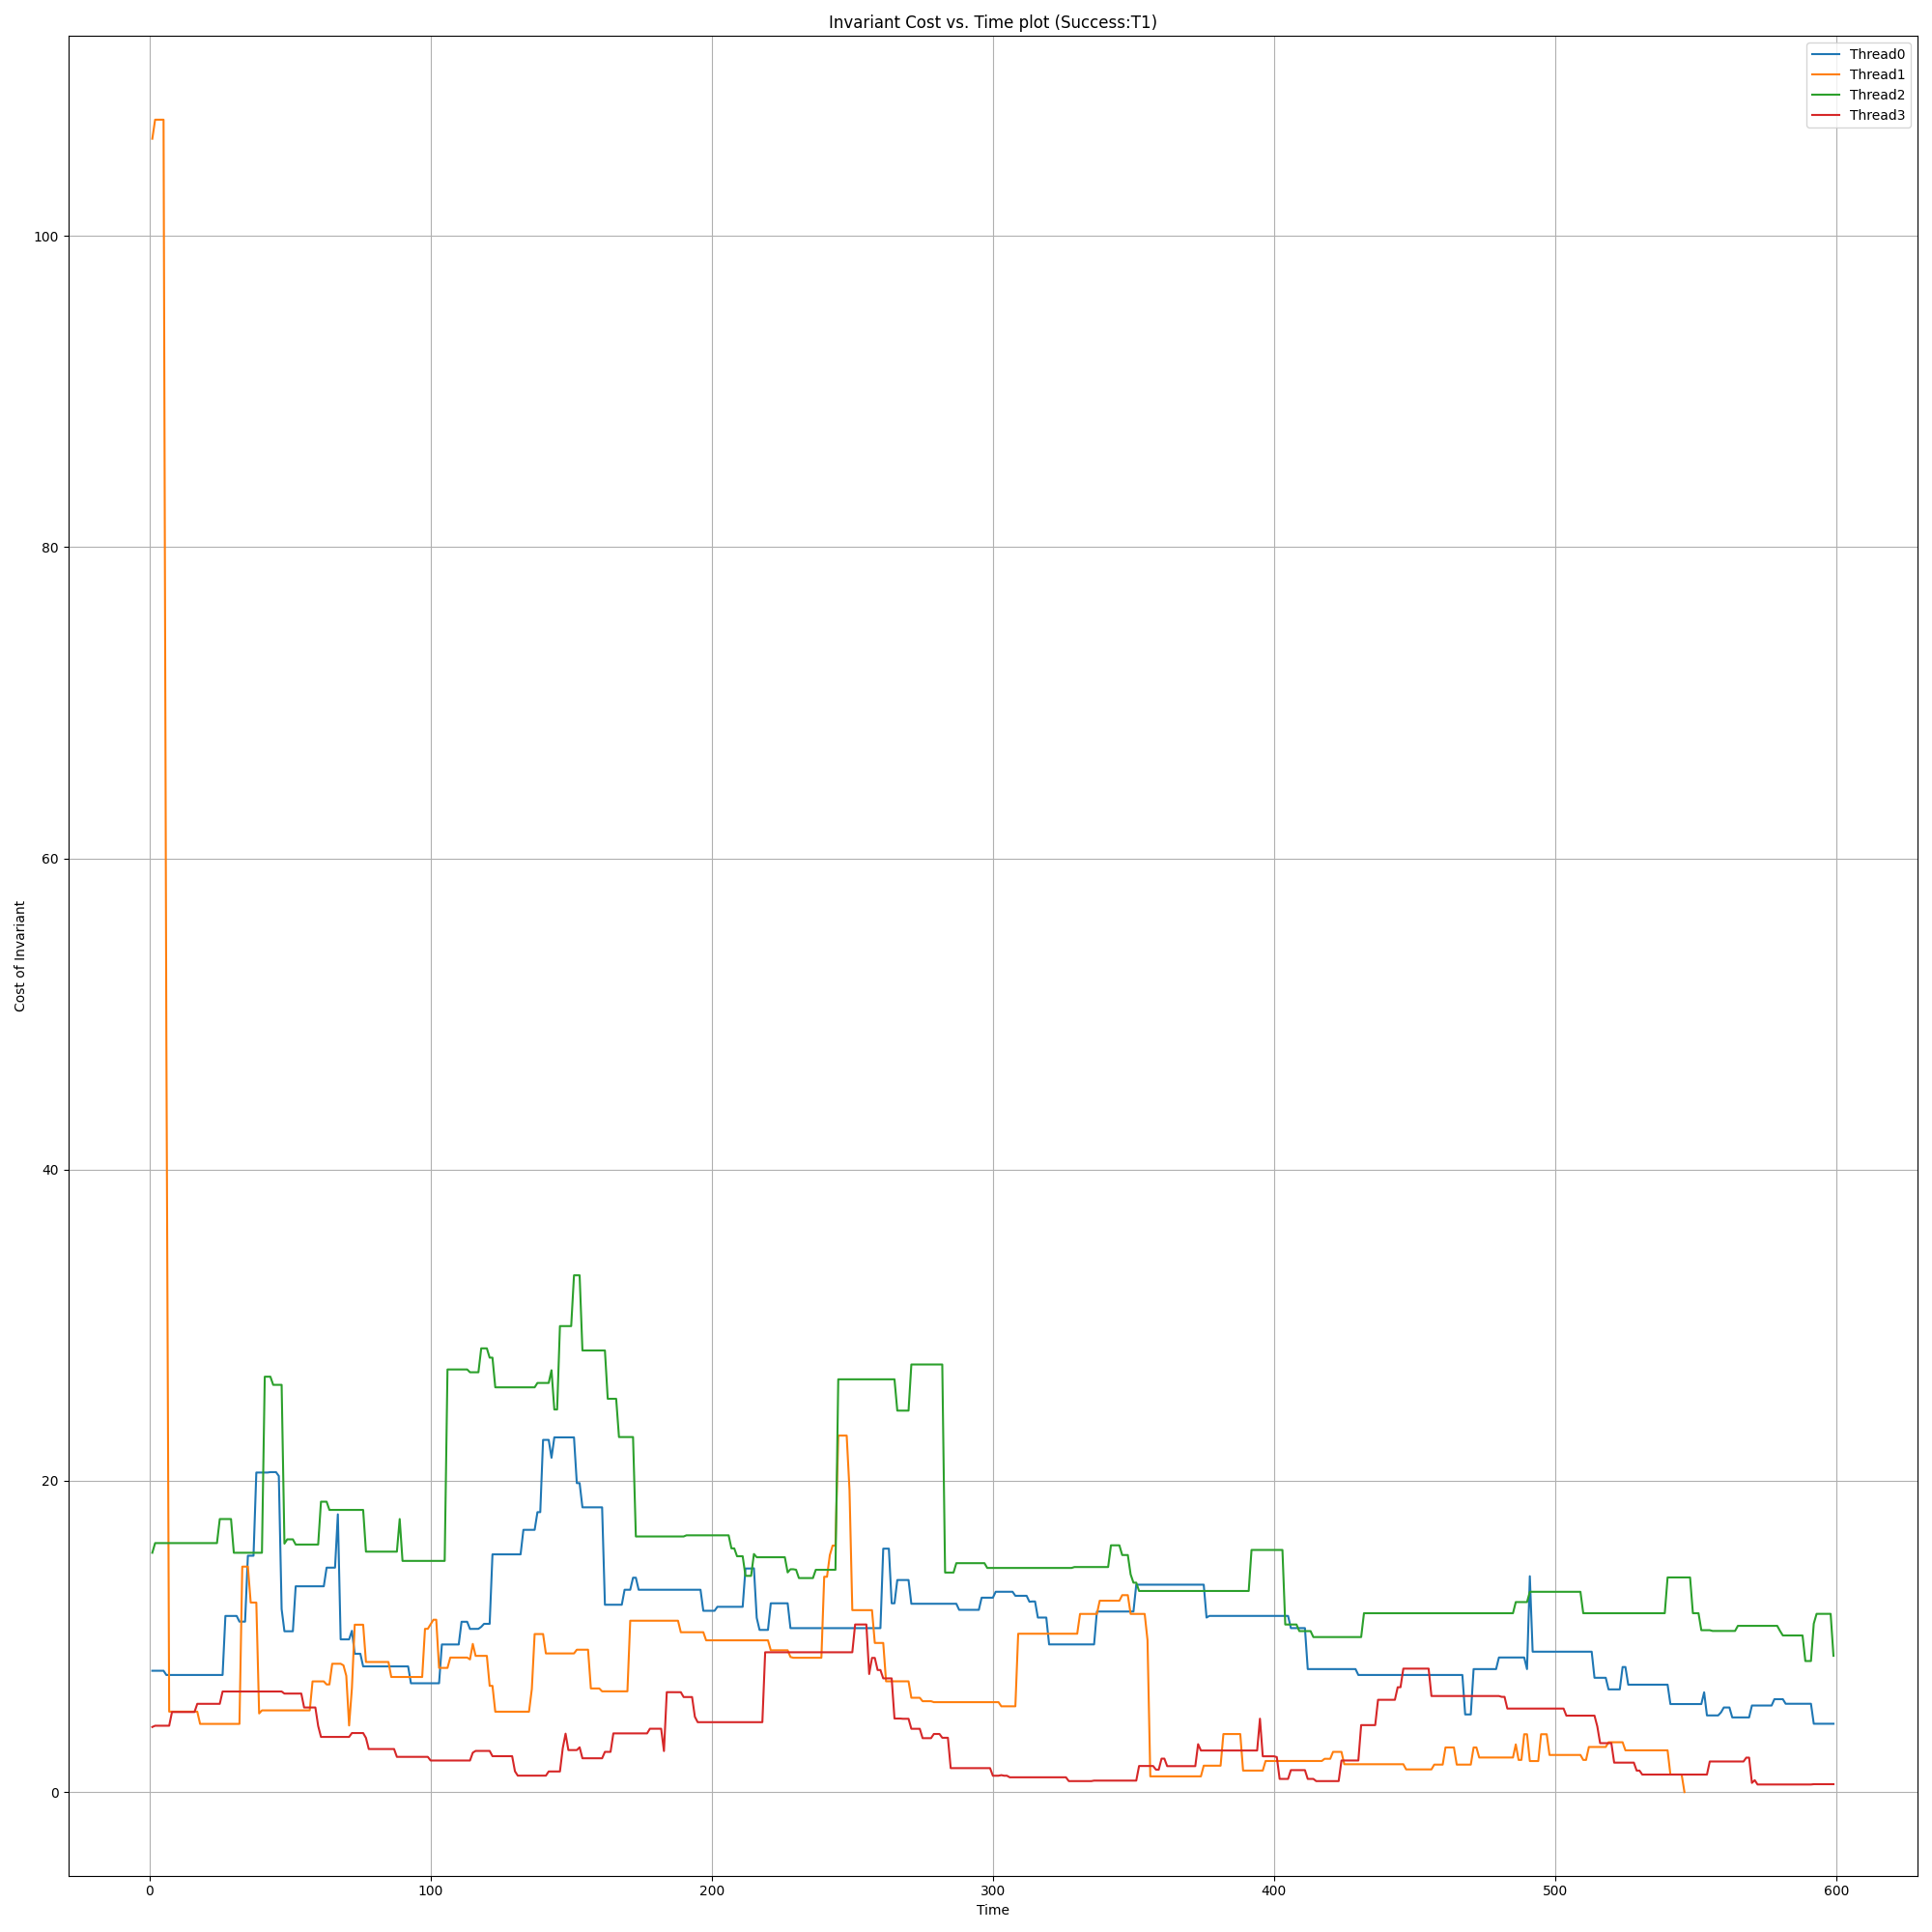 Invariant Cost vs. Time plot (Success:T1)
Thread0
Thread1
Thread2
Thread3
100
80
60
40
20
0
Cost of Invariant
0 100 200 300 400 500 600
Time